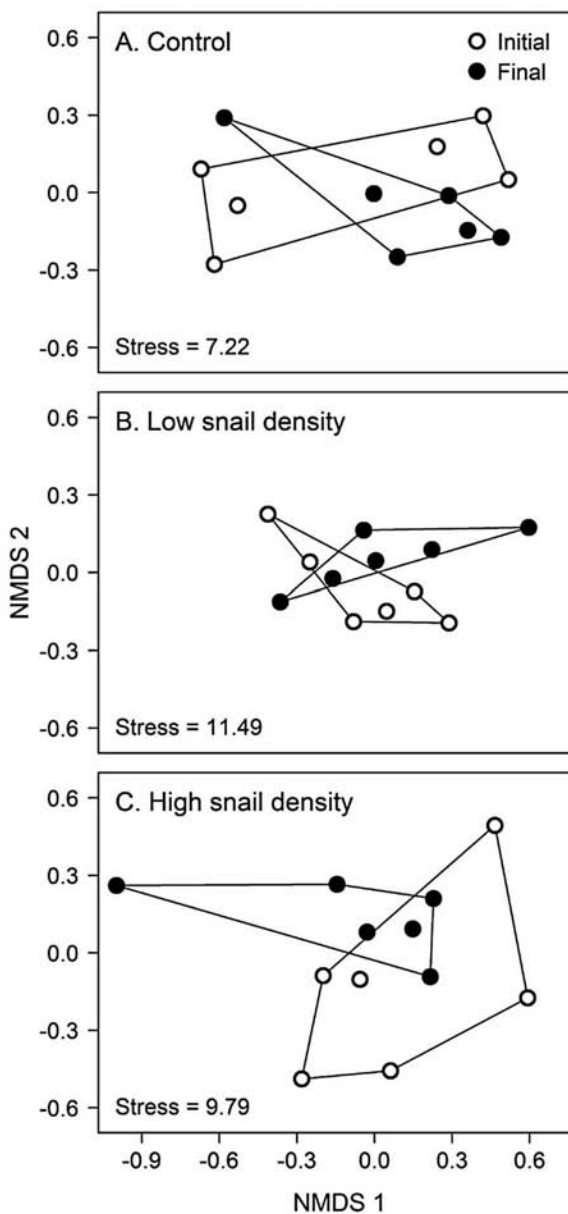 A. Control
Initial
Final
0.6
0.3
0.0
-0.3
-0.6
Stress = 7.22
B. Low snail density
0.6
0.3
0.0
-0.3
-0.6
Stress = 11.49
NMDS 2
C. High snail density
0.6
0.3
0.0
-0.3
-0.6
Stress = 9.79
-0.9 -0.6 -0.3 0.0 0.3 0.6
NMDS 1